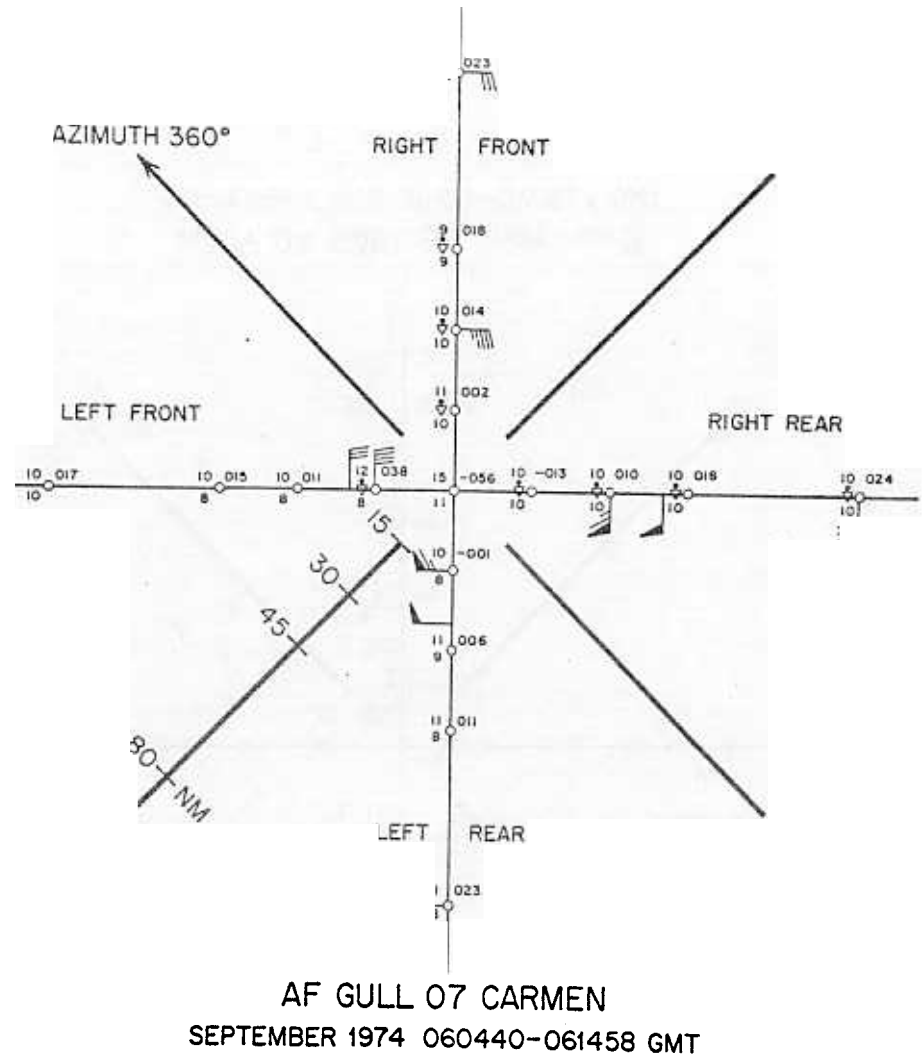 023
AZIMUTH 360°
RIGHT FRONT
9 018
9
10 014
10
11 002
10
LEFT FRONT
RIGHT REAR
10 017 10 015 10 011 12 038 15 -056 10 -013 10 010 10 018 10 024
10 8 8 8 11 10 10 10 10
15
10 -001
8
30
45
11 006
9
11 011
8
80 NM
LEFT REAR
1 023
AF GULL 07 CARMEN
SEPTEMBER 1974 060440-061458 GMT